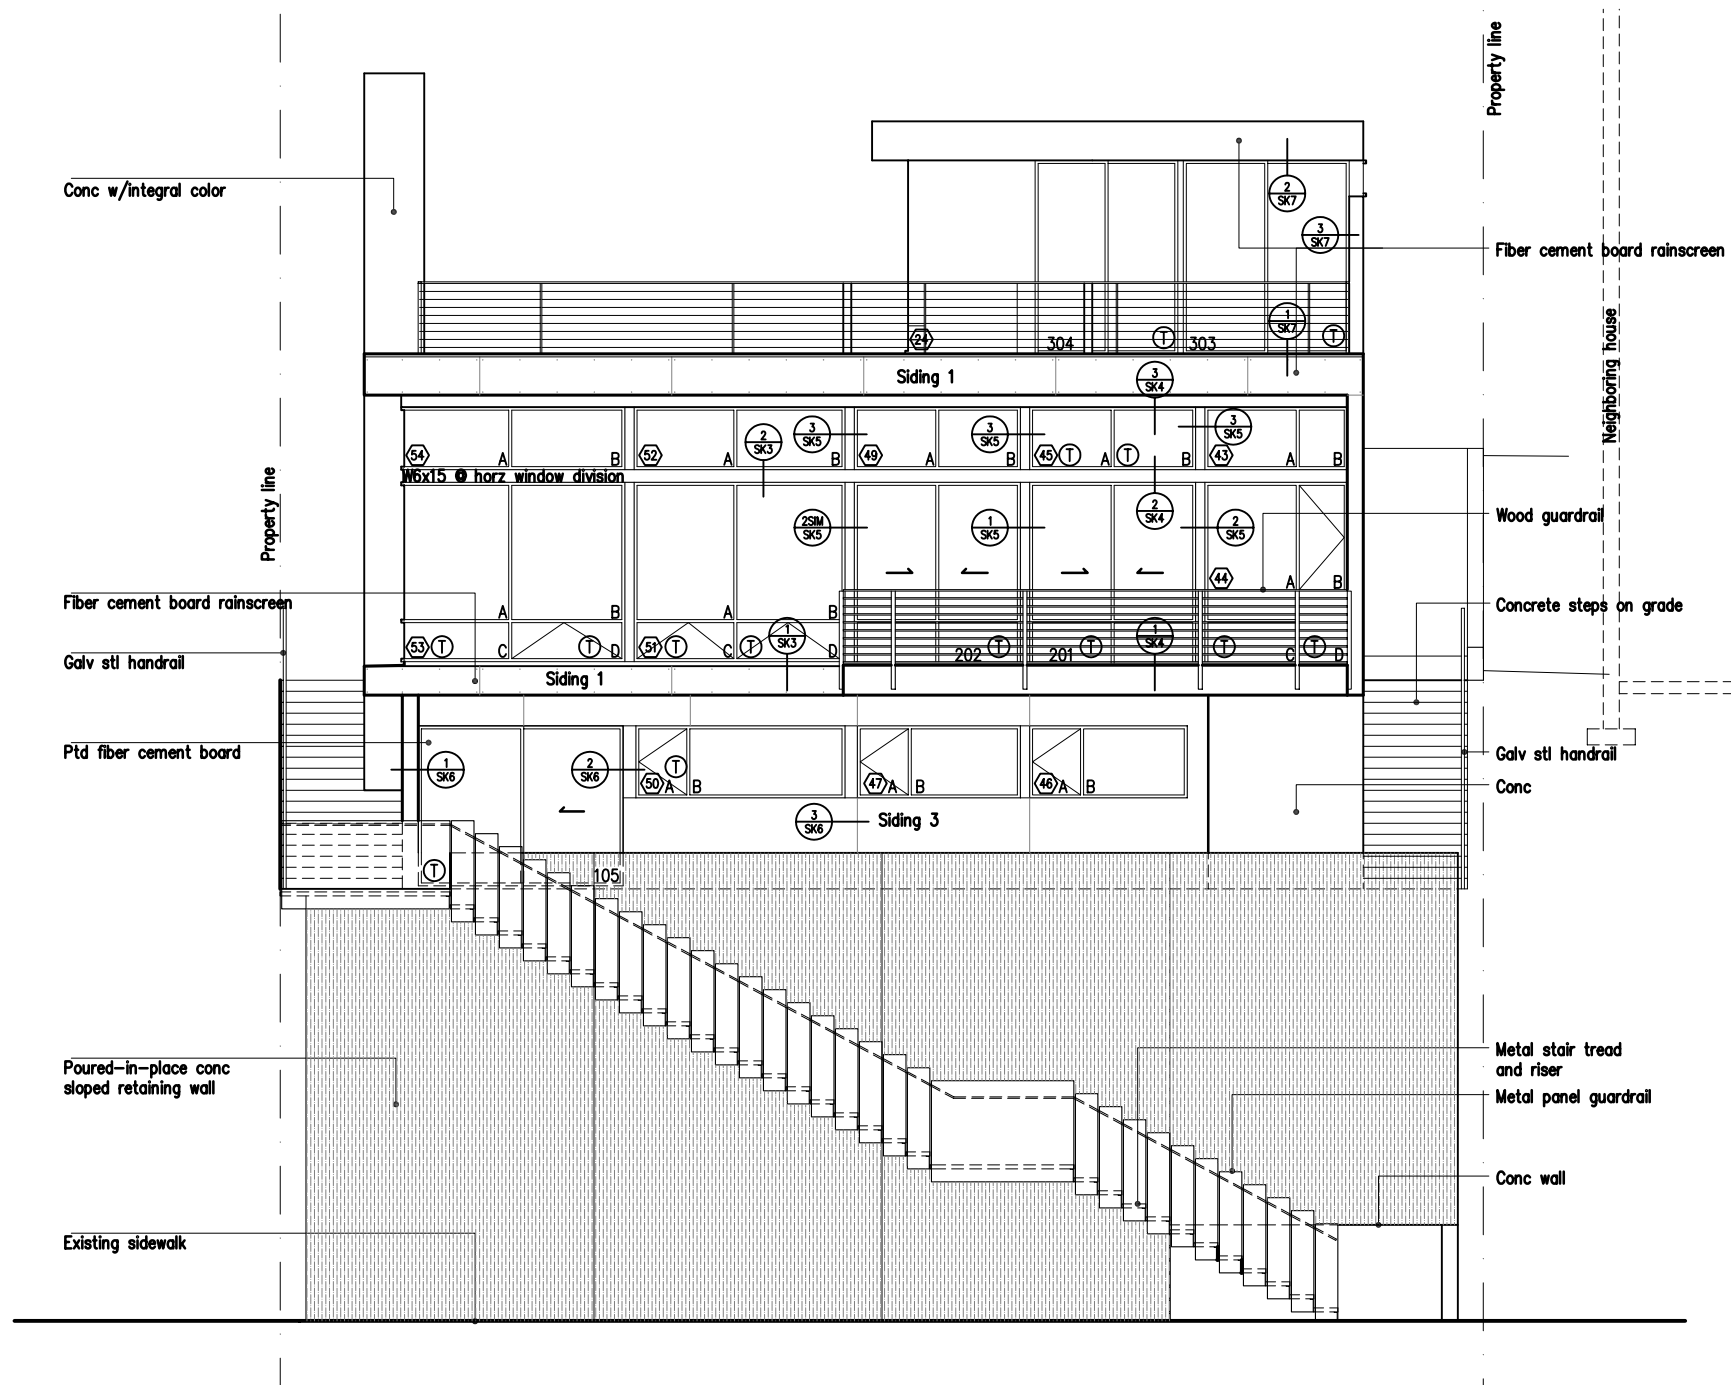 Property line
Conc w/integral color
2
SK7
3
SK7
Fiber cement board rainscreen
1
SK7
Neighboring house
24
304
T
303
T
Siding 1
3
SK4
54
A
B
52
A
2
SK3
3
SK5
B
49
A
3
SK5
B
45
T
A
T
B
3
SK5
43
A
B
W6x15 @ horz window division
Property line
2SIM
SK5
1
SK5
2
SK4
2
SK5
Wood guardrail
44
A
B
Fiber cement board rainscreen
A
B
A
B
Concrete steps on grade
53
T
C
T
D
51
T
C
T
1
SK3
D
202
T
201
T
1
SK4
T
C
T
D
Galv stl handrail
Siding 1
Ptd fiber cement board
Galv stl handrail
1
SK6
2
SK6
T
50
A
B
47
A
B
46
A
B
Conc
3
SK6
Siding 3
T
105
Poured-in-place conc
sloped retaining wall
Metal stair tread
and riser
Metal panel guardrail
Conc wall
Existing sidewalk